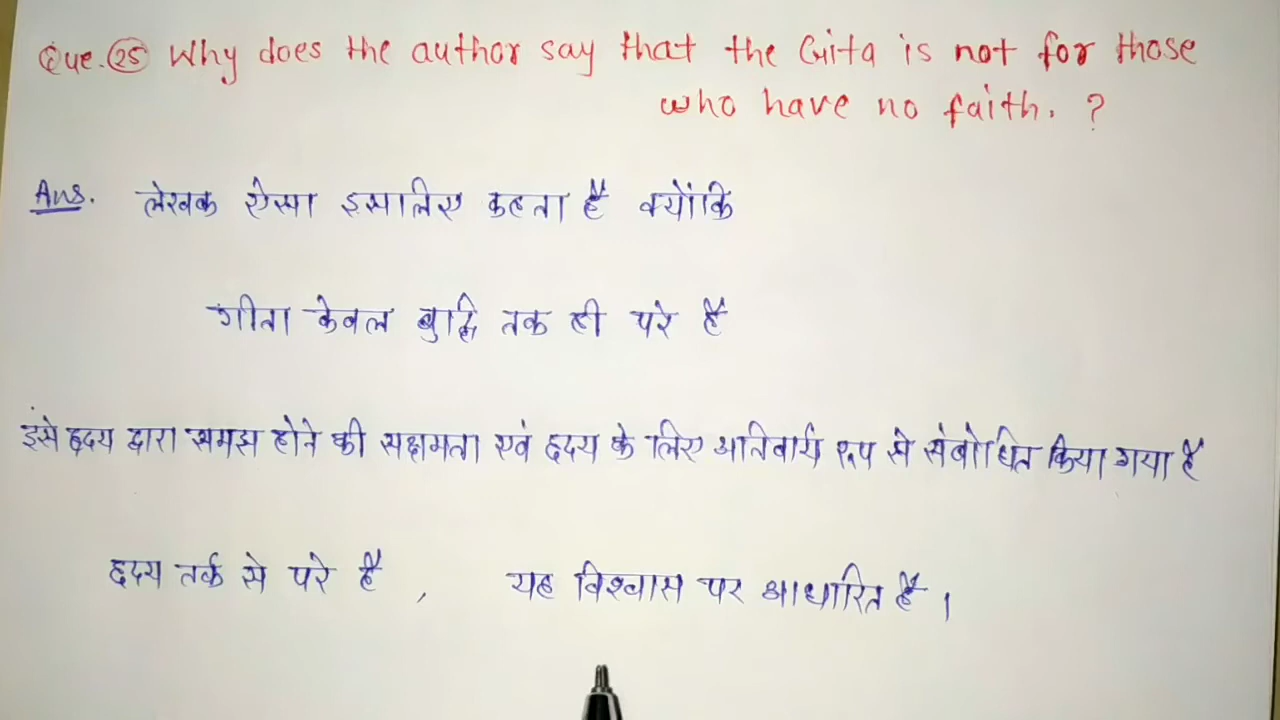 Que. 25 Why does the author say that the Gita is not for those
who have no faith. ?
Ans. लेखक ऐसा इसलिए कहता है क्योंकि
गीता केवल बुद्धि तक ही परे है
इसे हृदय द्वारा समझ होने की सक्षमता एवं हृदय के लिए अनिवार्य रूप से संबोधित किया गया है
हृदय तर्क से परे है , यह विश्वास पर आधारित है ।